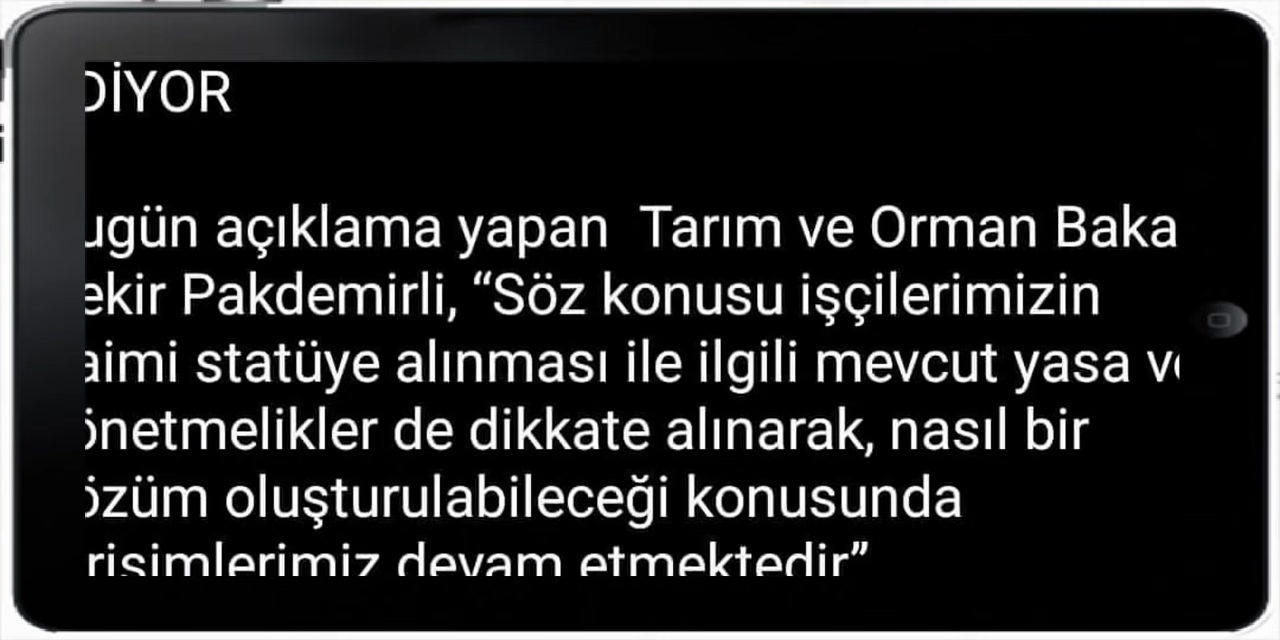 DİYOR
ugün açıklama yapan Tarım ve Orman Baka
ekir Pakdemirli, “Söz konusu işçilerimizin
aimi statüye alınması ile ilgili mevcut yasa ve
önetmelikler de dikkate alınarak, nasıl bir
özüm oluşturulabileceği konusunda
rişimlerimiz devam etmektedir”